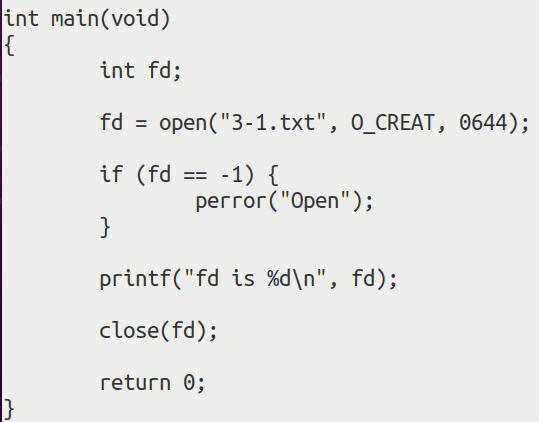 int main(void)
{
        int fd;
        fd = open("3-1.txt", O_CREAT, 0644);
        if (fd == -1) {
                perror("Open");
        }
        printf("fd is %d\n", fd);
        close(fd);
        return 0;
}